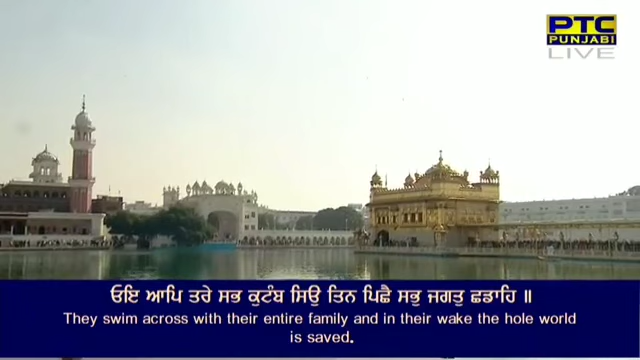 PTC
PUNJABI
LIVE
ਓਇ ਆਪਿ ਤਰੇ ਸਭ ਕੁਟੰਬ ਸਿਉ ਤਿਨ ਪਿਛੈ ਸਭੁ ਜਗਤੁ ਛਡਾਹਿ ॥
They swim across with their entire family and in their wake the hole world
is saved.